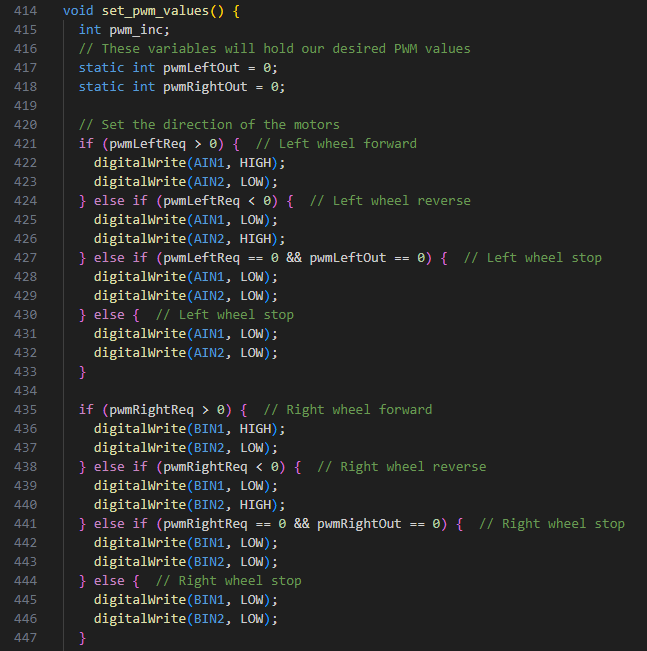 414 void set_pwm_values() {
415   int pwm_inc;
416   // These variables will hold our desired PWM values
417   static int pwmLeftOut = 0;
418   static int pwmRightOut = 0;
419
420   // Set the direction of the motors
421   if (pwmLeftReq > 0) {  // Left wheel forward
422     digitalWrite(AIN1, HIGH);
423     digitalWrite(AIN2, LOW);
424   } else if (pwmLeftReq < 0) {  // Left wheel reverse
425     digitalWrite(AIN1, LOW);
426     digitalWrite(AIN2, HIGH);
427   } else if (pwmLeftReq == 0 && pwmLeftOut == 0) {  // Left wheel stop
428     digitalWrite(AIN1, LOW);
429     digitalWrite(AIN2, LOW);
430   } else {  // Left wheel stop
431     digitalWrite(AIN1, LOW);
432     digitalWrite(AIN2, LOW);
433   }
434
435   if (pwmRightReq > 0) {  // Right wheel forward
436     digitalWrite(BIN1, HIGH);
437     digitalWrite(BIN2, LOW);
438   } else if (pwmRightReq < 0) {  // Right wheel reverse
439     digitalWrite(BIN1, LOW);
440     digitalWrite(BIN2, HIGH);
441   } else if (pwmRightReq == 0 && pwmRightOut == 0) {  // Right wheel stop
442     digitalWrite(BIN1, LOW);
443     digitalWrite(BIN2, LOW);
444   } else {  // Right wheel stop
445     digitalWrite(BIN1, LOW);
446     digitalWrite(BIN2, LOW);
447   }